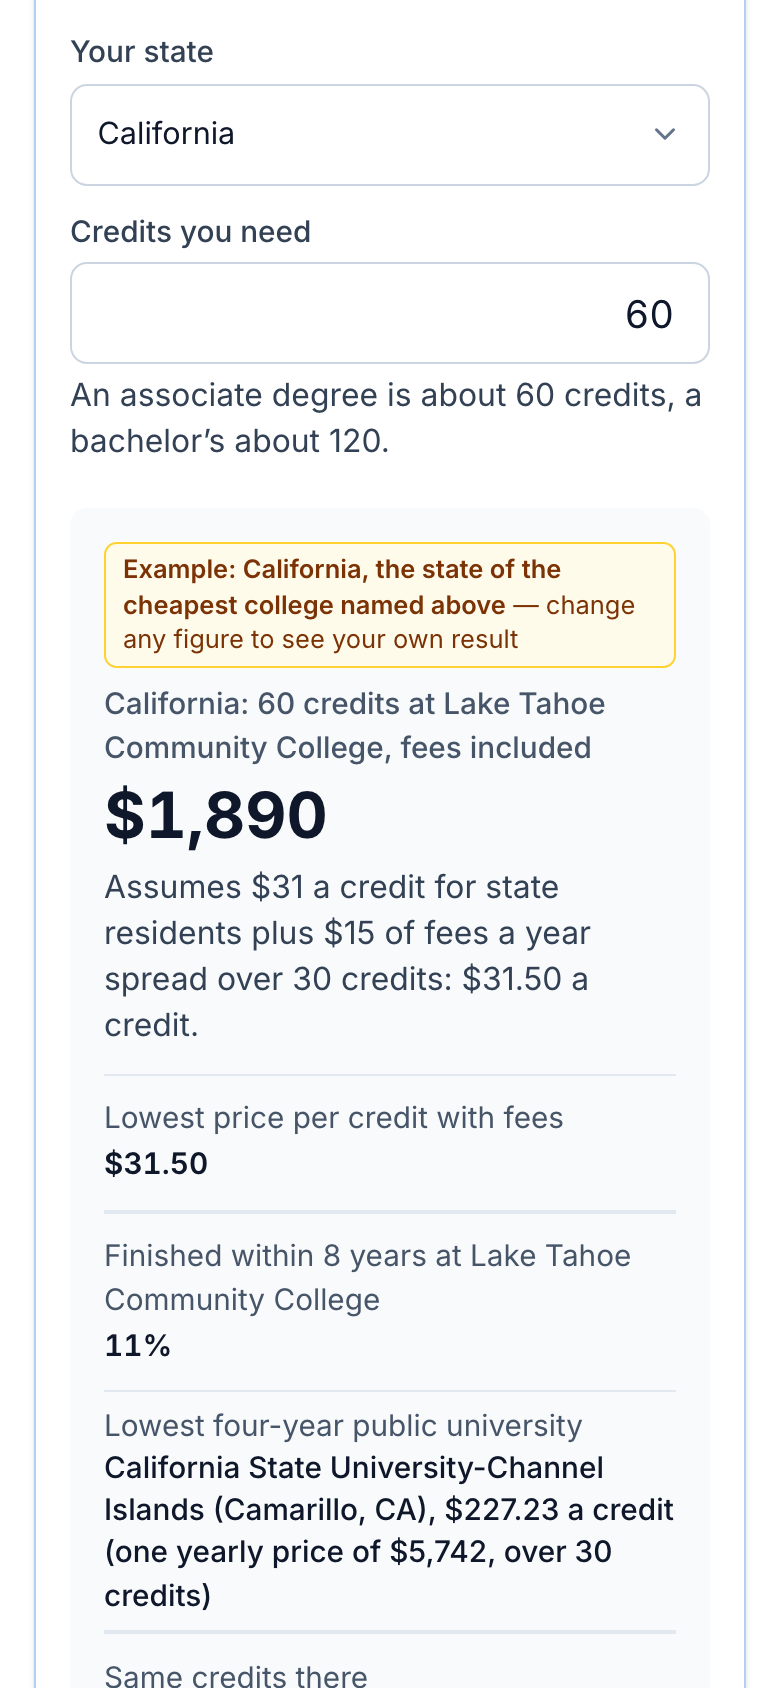 Your state
California
Credits you need
60
An associate degree is about 60 credits, a
bachelor’s about 120.
Example: California, the state of the
cheapest college named above — change
any figure to see your own result
California: 60 credits at Lake Tahoe
Community College, fees included
$1,890
Assumes $31 a credit for state
residents plus $15 of fees a year
spread over 30 credits: $31.50 a
credit.
Lowest price per credit with fees
$31.50
Finished within 8 years at Lake Tahoe
Community College
11%
Lowest four-year public university
California State University-Channel
Islands (Camarillo, CA), $227.23 a credit
(one yearly price of $5,742, over 30
credits)
Same credits there